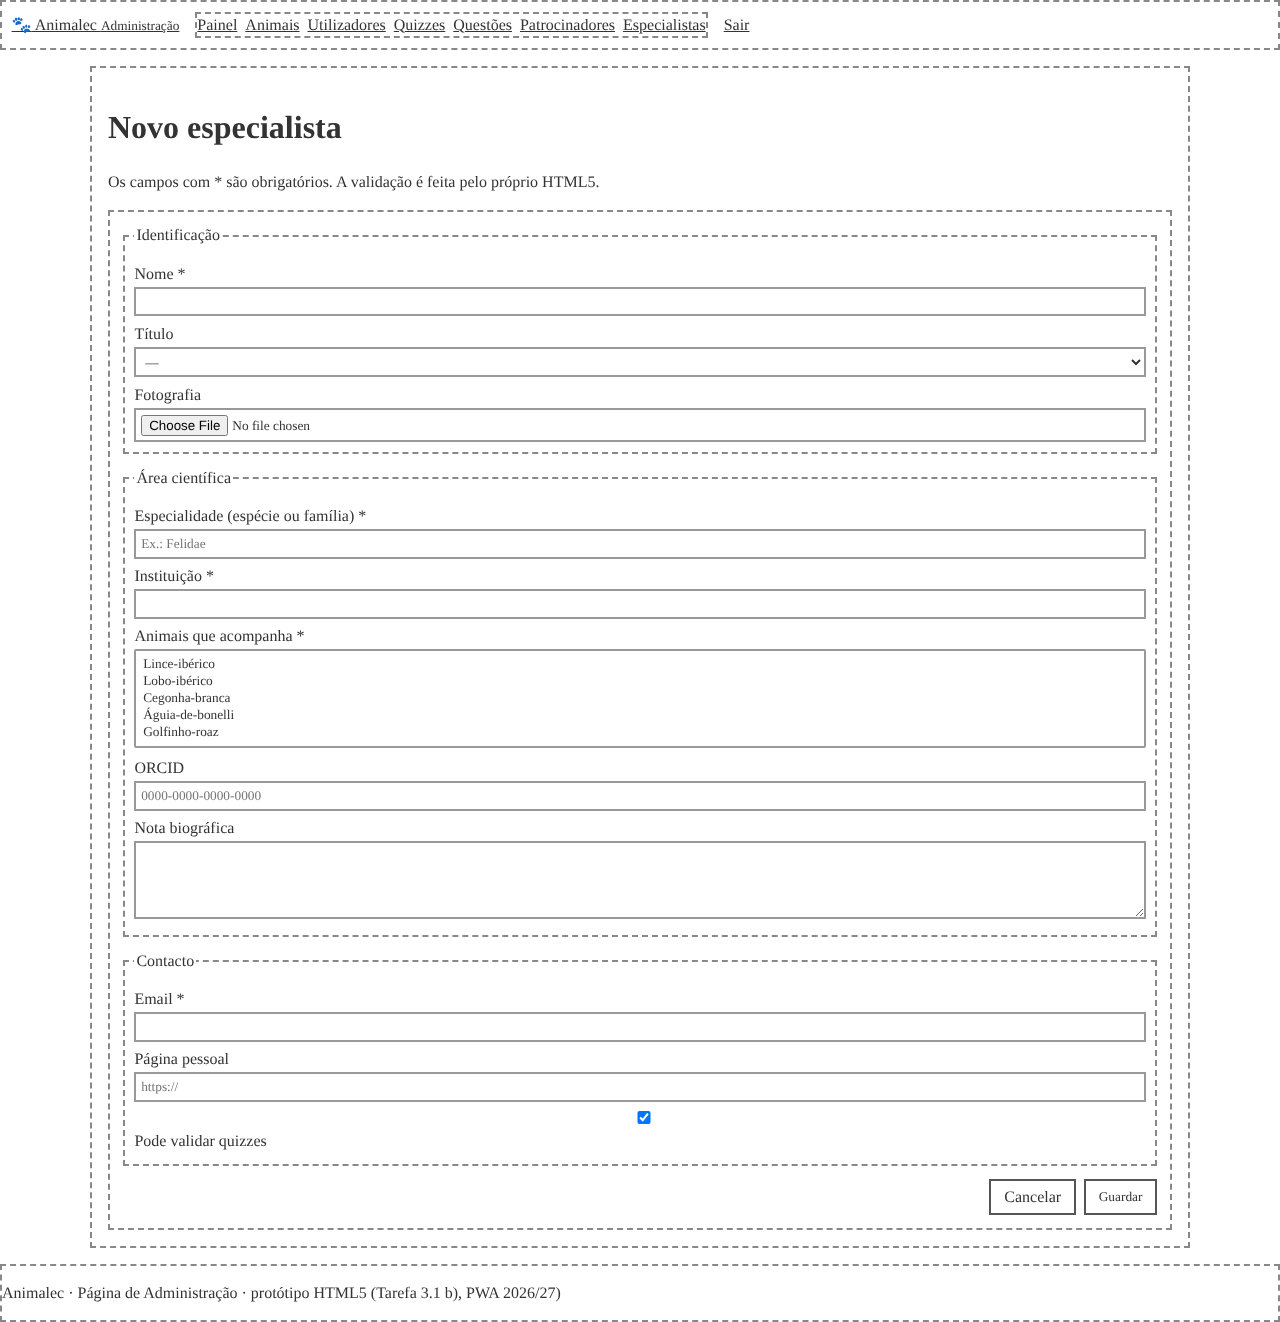 🐾 Animalec Administração Painel Animais Utilizadores Quizzes Questões Patrocinadores Especialistas Sair
Novo especialista
Os campos com * são obrigatórios. A validação é feita pelo próprio HTML5.
Identificação
Nome *
Título
—
Fotografia
Choose File No file chosen
Área científica
Especialidade (espécie ou família) *
Ex.: Felidae
Instituição *
Animais que acompanha *
Lince-ibérico
Lobo-ibérico
Cegonha-branca
Águia-de-bonelli
Golfinho-roaz
ORCID
0000-0000-0000-0000
Nota biográfica
Contacto
Email *
Página pessoal
https://
Pode validar quizzes
Cancelar Guardar
Animalec · Página de Administração · protótipo HTML5 (Tarefa 3.1 b), PWA 2026/27)